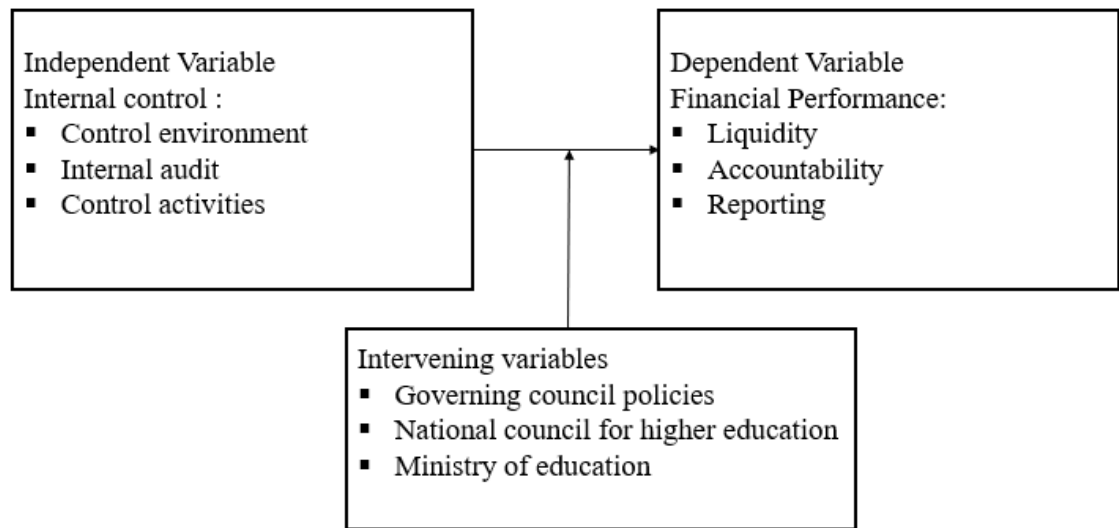 Independent Variable
Internal control :
▪ Control environment
▪ Internal audit
▪ Control activities
Dependent Variable
Financial Performance:
▪ Liquidity
▪ Accountability
▪ Reporting
Intervening variables
▪ Governing council policies
▪ National council for higher education
▪ Ministry of education